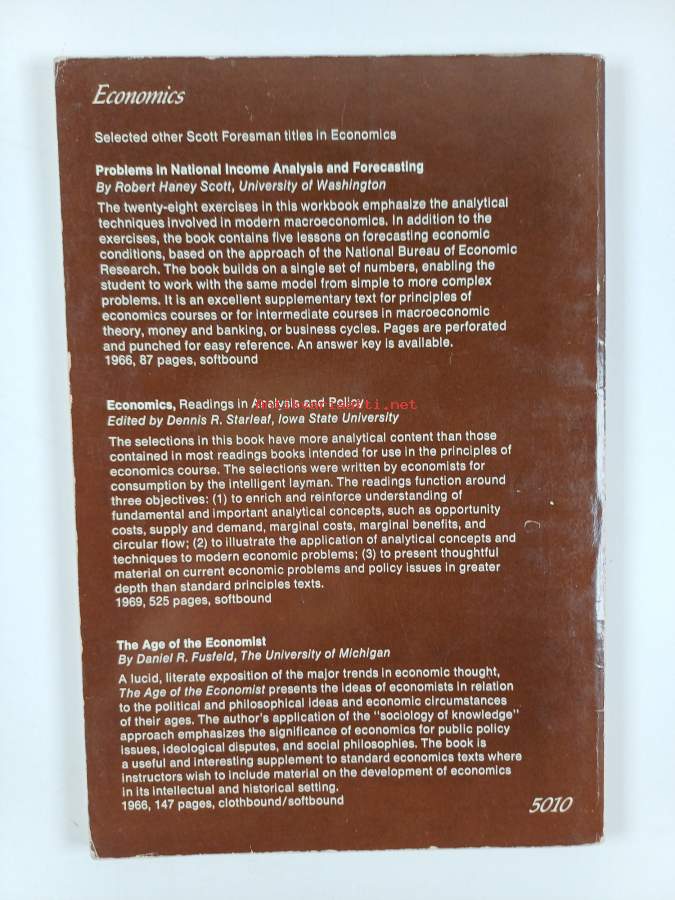 Economics
Selected other Scott Foresman titles in Economics
Problems in National Income Analysis and Forecasting
By Robert Haney Scott, University of Washington
The twenty-eight exercises in this workbook emphasize the analytical
techniques involved in modern macroeconomics. In addition to the
exercises, the book contains five lessons on forecasting economic
conditions, based on the approach of the National Bureau of Economic
Research. The book builds on a single set of numbers, enabling the
student to work with the same model from simple to more complex
problems. It is an excellent supplementary text for principles of
economics courses or for intermediate courses in macroeconomic
theory, money and banking, or business cycles. Pages are perforated
and punched for easy reference. An answer key is available.
1966, 87 pages, softbound
Economics, Readings in Analysis and Policy
Edited by Dennis R. Starleaf, Iowa State University
The selections in this book have more analytical content than those
contained in most readings books intended for use in the principles of
economics course. The selections were written by economists for
consumption by the intelligent layman. The readings function around
three objectives: (1) to enrich and reinforce understanding of
fundamental and important analytical concepts, such as opportunity
costs, supply and demand, marginal costs, marginal benefits, and
circular flow; (2) to illustrate the application of analytical concepts and
techniques to modern economic problems; (3) to present thoughtful
material on current economic problems and policy issues in greater
depth than standard principles texts.
1969, 525 pages, softbound
The Age of the Economist
By Daniel R. Fusfeld, The University of Michigan
A lucid, literate exposition of the major trends in economic thought,
The Age of the Economist presents the ideas of economists in relation
to the political and philosophical ideas and economic circumstances
of their ages. The author's application of the "sociology of knowledge"
approach emphasizes the significance of economics for public policy
issues, ideological disputes, and social philosophies. The book is
a useful and interesting supplement to standard economics texts where
instructors wish to include material on the development of economics
in its intellectual and historical setting.
1966, 147 pages, clothbound/softbound
5010